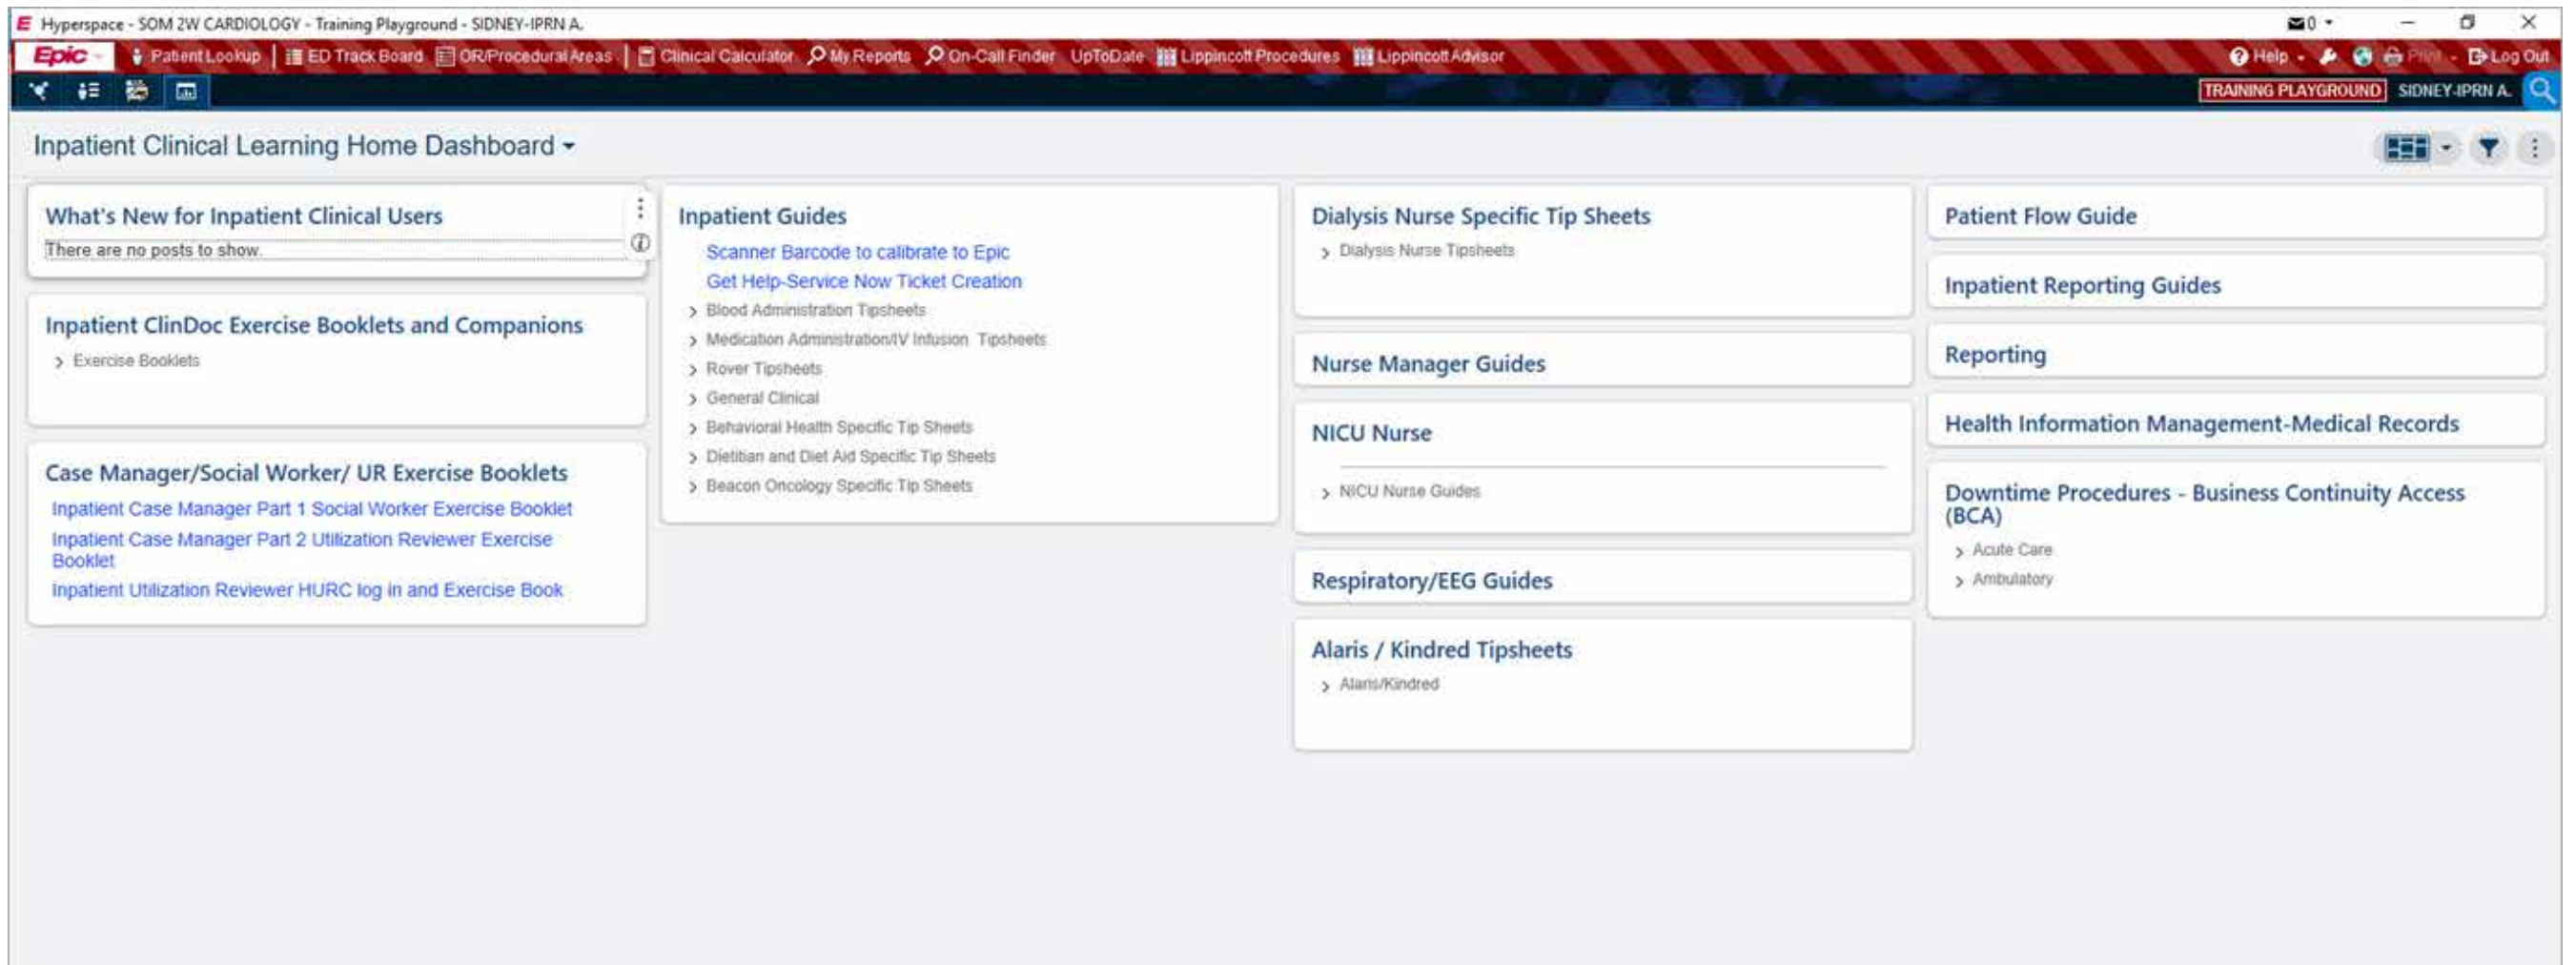 E Hyperspace - SOM 2W CARDIOLOGY - Training Playground - SIDNEY-IPRN A.
0
Epic Patient Lookup ED Track Board OR/Procedural Areas Clinical Calculator My Reports On-Call Finder UpToDate Lippincott Procedures Lippincott Advisor Help Print Log Out
TRAINING PLAYGROUND SIDNEY-IPRN A.
Inpatient Clinical Learning Home Dashboard
What's New for Inpatient Clinical Users
There are no posts to show.
Inpatient ClinDoc Exercise Booklets and Companions
> Exercise Booklets
Case Manager/Social Worker/ UR Exercise Booklets
Inpatient Case Manager Part 1 Social Worker Exercise Booklet
Inpatient Case Manager Part 2 Utilization Reviewer Exercise
Booklet
Inpatient Utilization Reviewer HURC log in and Exercise Book
Inpatient Guides
Scanner Barcode to calibrate to Epic
Get Help-Service Now Ticket Creation
> Blood Administration Tipsheets
> Medication Administration/IV Infusion Tipsheets
> Rover Tipsheets
> General Clinical
> Behavioral Health Specific Tip Sheets
> Dietitian and Diet Aid Specific Tip Sheets
> Beacon Oncology Specific Tip Sheets
Dialysis Nurse Specific Tip Sheets
> Dialysis Nurse Tipsheets
Nurse Manager Guides
NICU Nurse
> NICU Nurse Guides
Respiratory/EEG Guides
Alaris / Kindred Tipsheets
> Alaris/Kindred
Patient Flow Guide
Inpatient Reporting Guides
Reporting
Health Information Management-Medical Records
Downtime Procedures - Business Continuity Access
(BCA)
> Acute Care
> Ambulatory